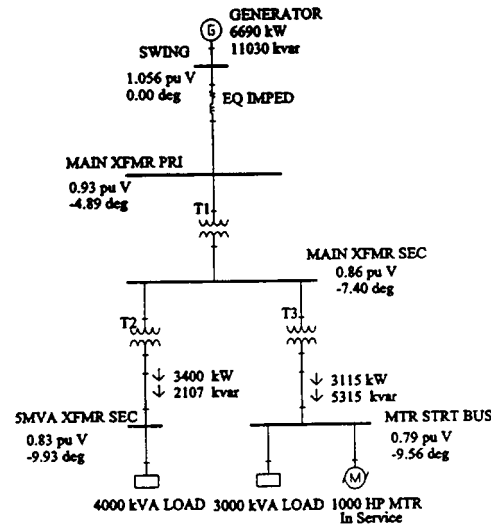 GENERATOR
G
6690 kW
11030 kvar
SWING
1.056 pu V
0.00 deg
EQ IMPED
MAIN XFMR PRI
0.93 pu V
-4.89 deg
T1
MAIN XFMR SEC
0.86 pu V
-7.40 deg
T2
T3
3400 kW
2107 kvar
3115 kW
5315 kvar
5MVA XFMR SEC
0.83 pu V
-9.93 deg
MTR STRT BUS
0.79 pu V
-9.56 deg
M
4000 kVA LOAD
3000 kVA LOAD
1000 HP MTR
In Service